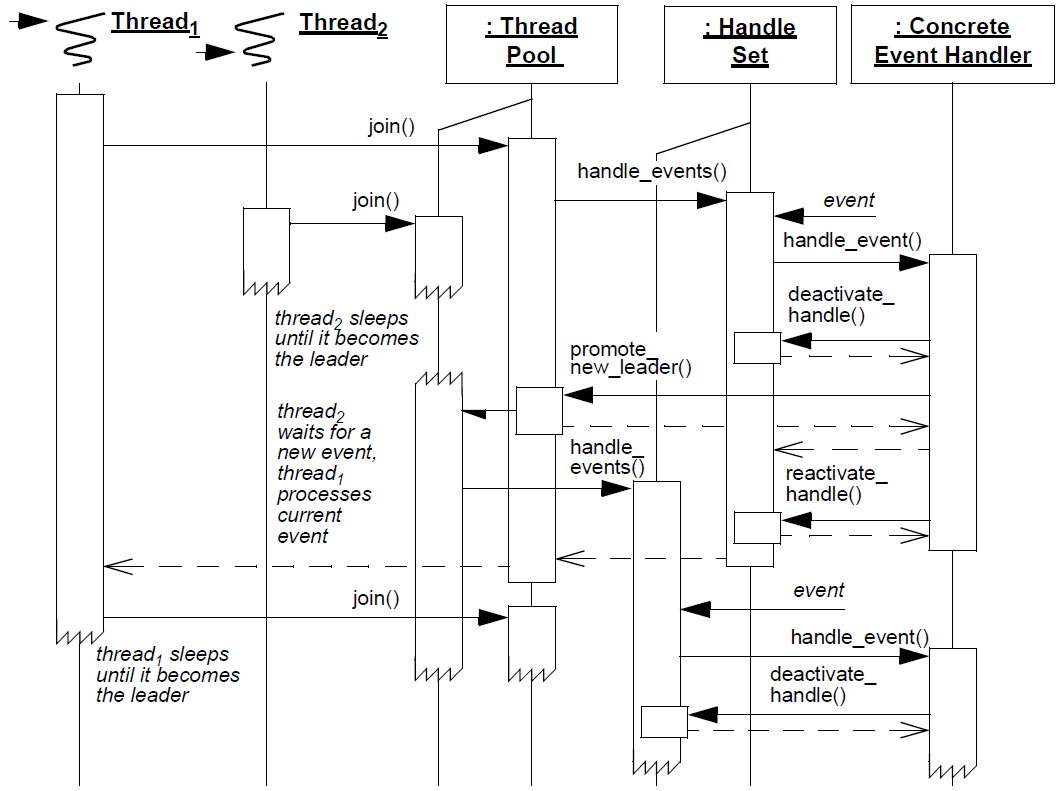 Thread1
Thread2
: Thread
Pool
: Handle
Set
: Concrete
Event Handler
join()
handle_events()
join()
event
handle_event()
deactivate_
handle()
thread2 sleeps
until it becomes
the leader
promote_
new_leader()
thread2
waits for a
new event,
thread1
processes
current
event
handle_
events()
reactivate_
handle()
join()
event
handle_event()
thread1 sleeps
until it becomes
the leader
deactivate_
handle()